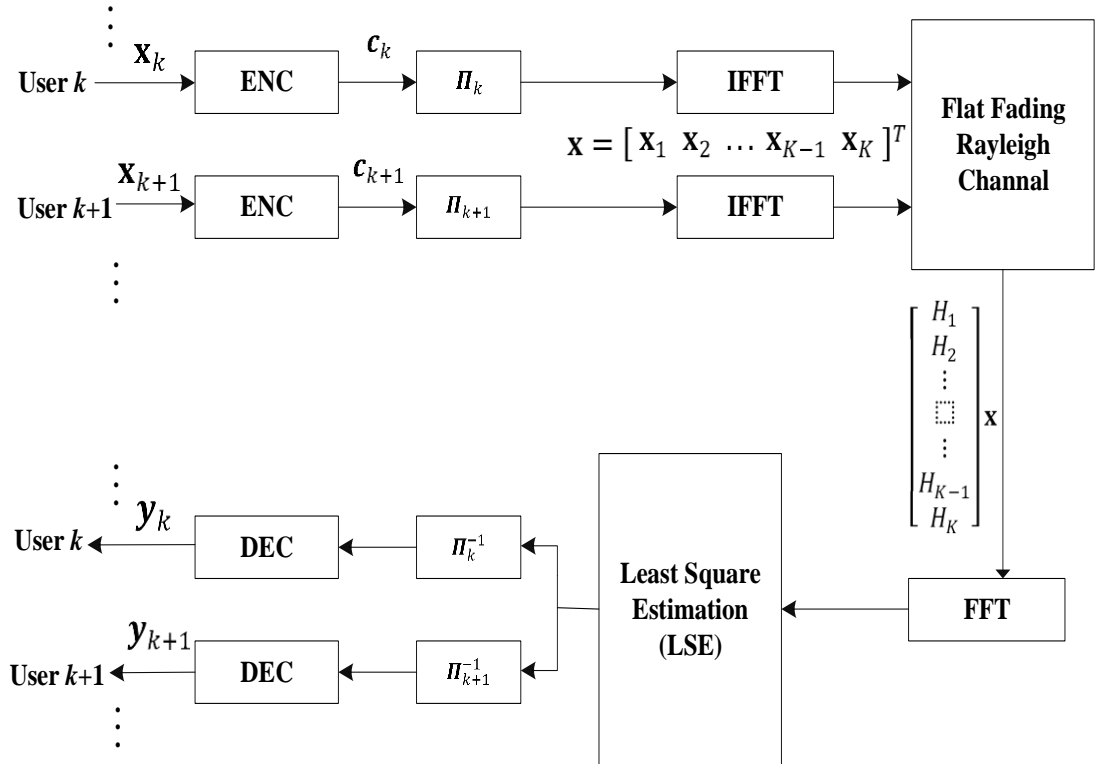 ⋮
User k
𝐱_k
ENC
𝒄_k
Π_k
IFFT
Flat Fading
Rayleigh
Channal
𝐱 = [ 𝐱_1 𝐱_2 … 𝐱_{K−1} 𝐱_K ]^T
User k+1
𝐱_{k+1}
ENC
𝒄_{k+1}
Π_{k+1}
IFFT
⋮
H_1
H_2
⋮
⋮
H_{K−1}
H_K
𝐱
FFT
Least Square
Estimation
(LSE)
⋮
User k
𝒚_k
DEC
Π_k^{−1}
User k+1
𝒚_{k+1}
DEC
Π_{k+1}^{−1}
⋮